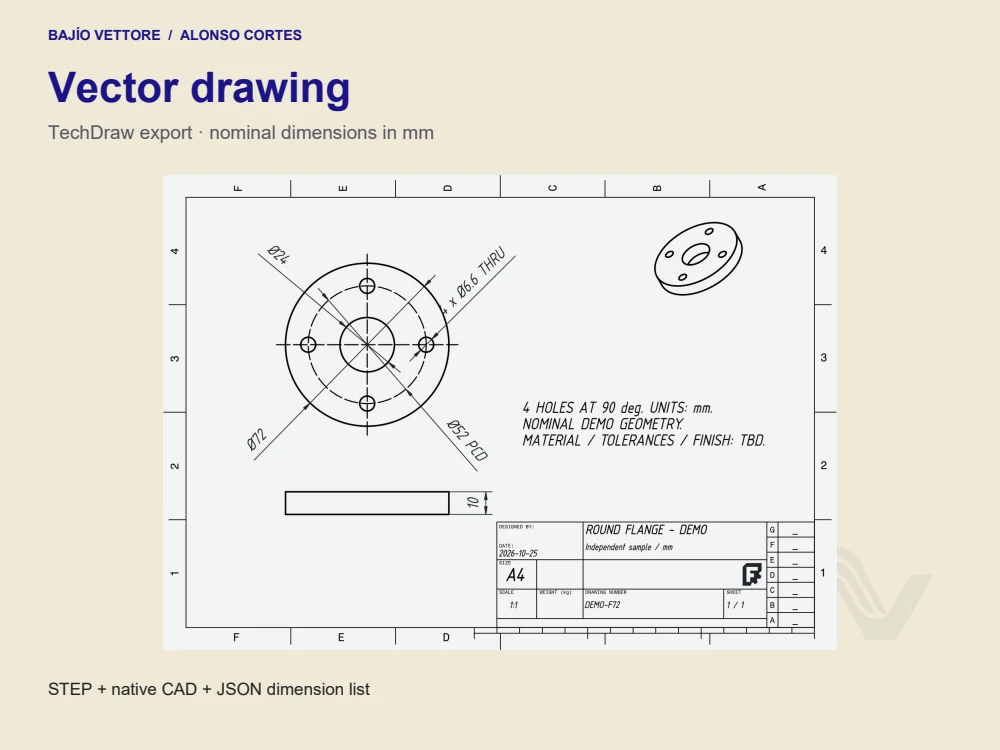 BAJÍO VETTORE / ALONSO CORTES
Vector drawing
TechDraw export · nominal dimensions in mm
F E D C B A
4 4
Ø24
x Ø6.6 THRU
3 3
4 HOLES AT 90 deg. UNITS: mm.
NOMINAL DEMO GEOMETRY.
MATERIAL / TOLERANCES / FINISH: TBD.
Ø72
Ø52 PCD
2 2
10
DESIGNED BY:
ROUND FLANGE - DEMO
G _
DATE:
Independent sample / mm
F _
2026-10-25
SIZE
E _
A4
D _
1 1
SCALE WEIGHT (kg) DRAWING NUMBER SHEET
C _
1:1 DEMO-F72 1 / 1
B _
A _
F E D
STEP + native CAD + JSON dimension list